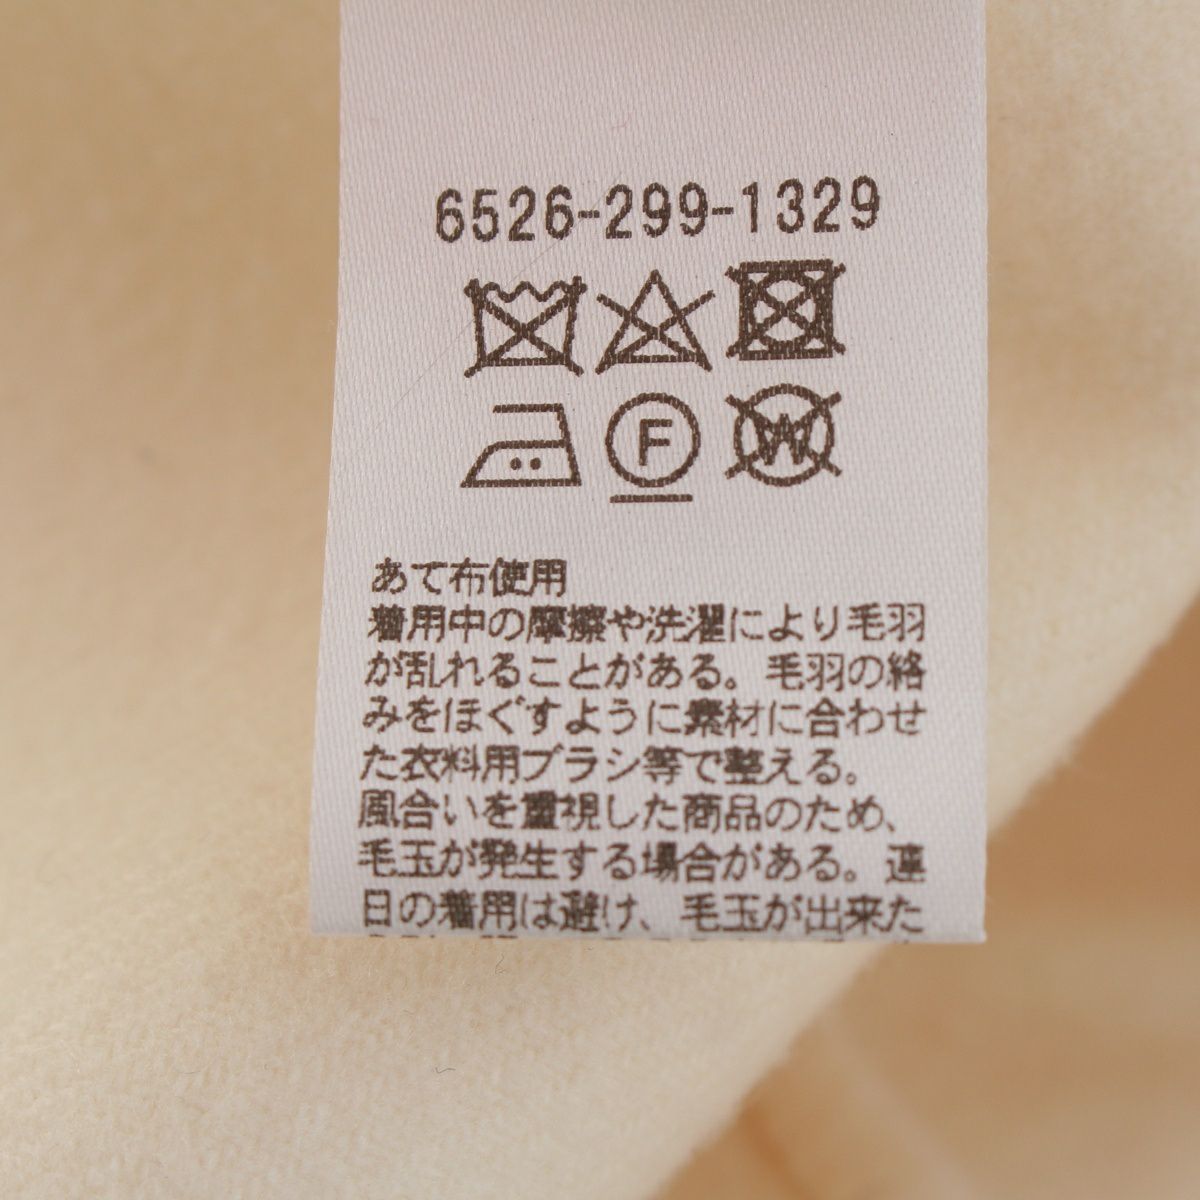 6526-299-1329
F
W
あて布使用
着用中の摩擦や洗濯により毛羽
が乱れることがある。毛羽の絡
みをほぐすように素材に合わせ
た衣料用ブラシ等で整える。
風合いを重視した商品のため、
毛玉が発生する場合がある。連
日の着用は避け、毛玉が出来た